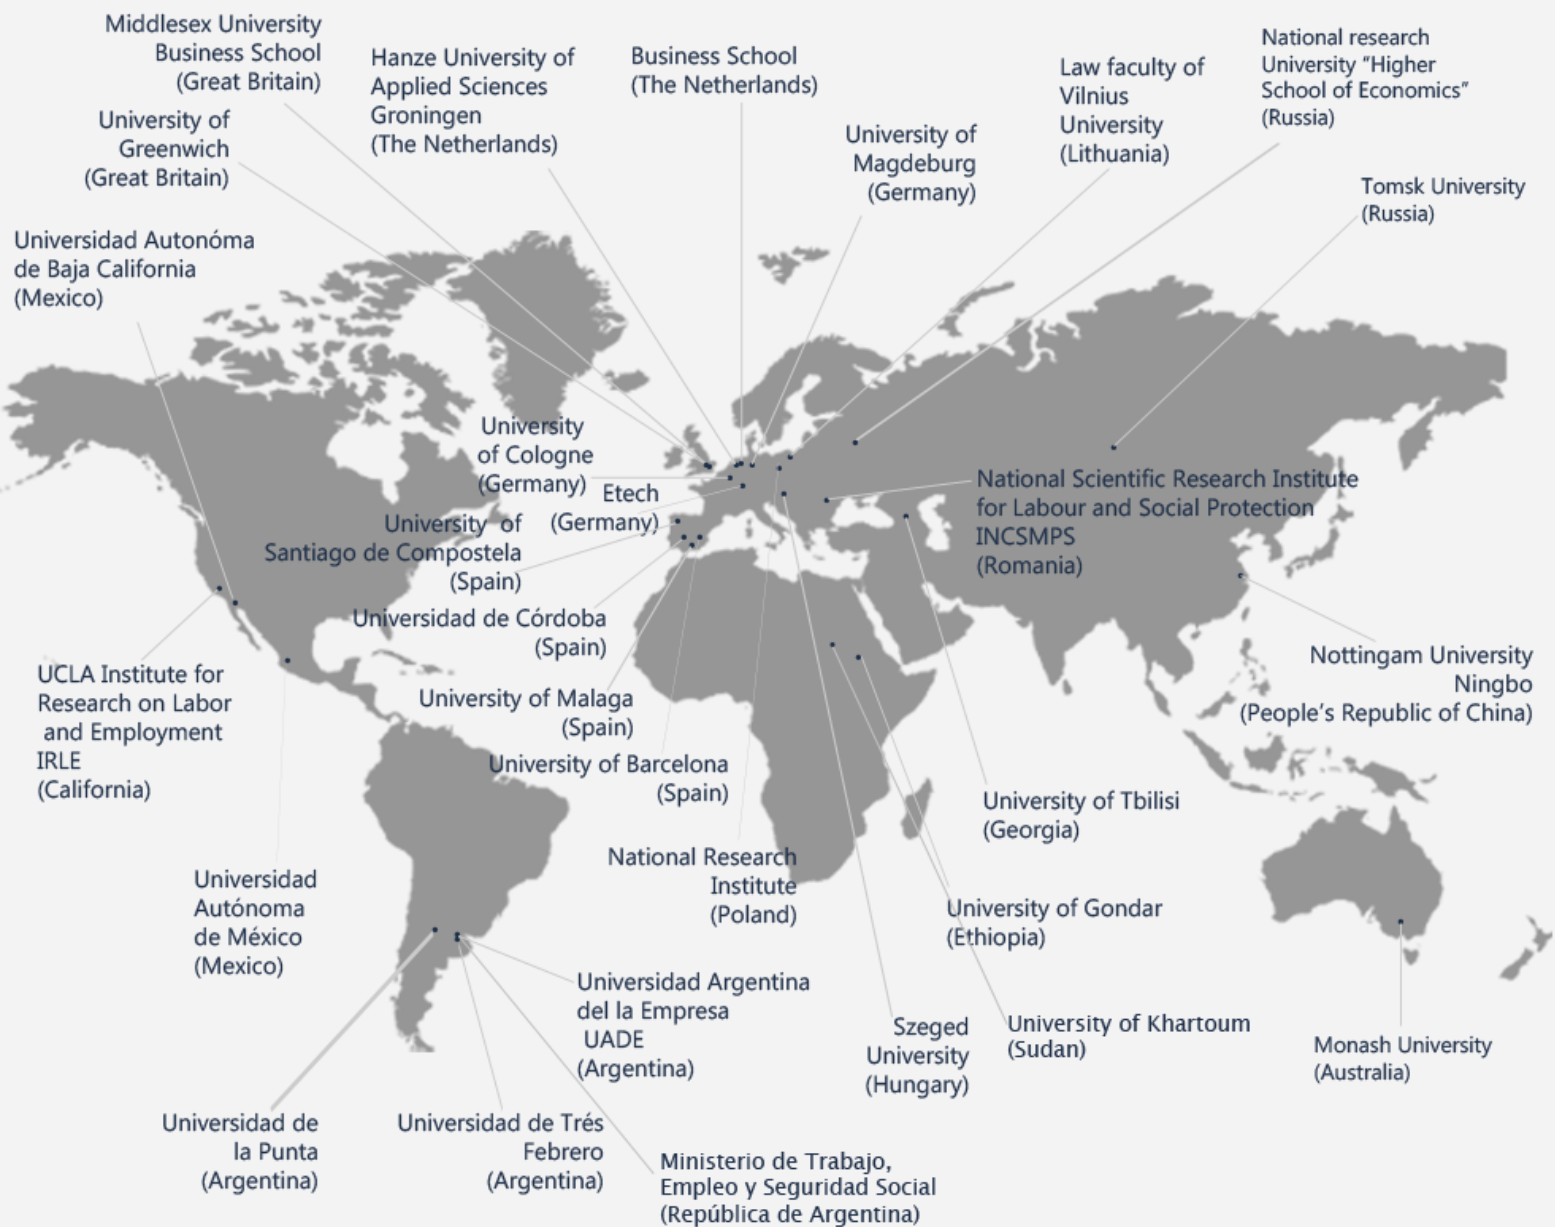 Middlesex University
Business School
(Great Britain)
Hanze University of
Applied Sciences
Groningen
(The Netherlands)
Business School
(The Netherlands)
National research
University “Higher
School of Economics”
(Russia)
Law faculty of
Vilnius
University
(Lithuania)
University of
Greenwich
(Great Britain)
University of
Magdeburg
(Germany)
Tomsk University
(Russia)
Universidad Autonóma
de Baja California
(Mexico)
University
of Cologne
(Germany)
Etech
(Germany)
National Scientific Research Institute
for Labour and Social Protection
INCSMPS
(Romania)
University of
Santiago de Compostela
(Spain)
Universidad de Córdoba
(Spain)
UCLA Institute for
Research on Labor
and Employment
IRLE
(California)
University of Malaga
(Spain)
Nottingam University
Ningbo
(People’s Republic of China)
University of Barcelona
(Spain)
University of Tbilisi
(Georgia)
National Research
Institute
(Poland)
Universidad
Autónoma
de México
(Mexico)
University of Gondar
(Ethiopia)
Universidad Argentina
del la Empresa
UADE
(Argentina)
Szeged
University
(Hungary)
University of Khartoum
(Sudan)
Monash University
(Australia)
Universidad de
la Punta
(Argentina)
Universidad de Trés
Febrero
(Argentina)
Ministerio de Trabajo,
Empleo y Seguridad Social
(República de Argentina)